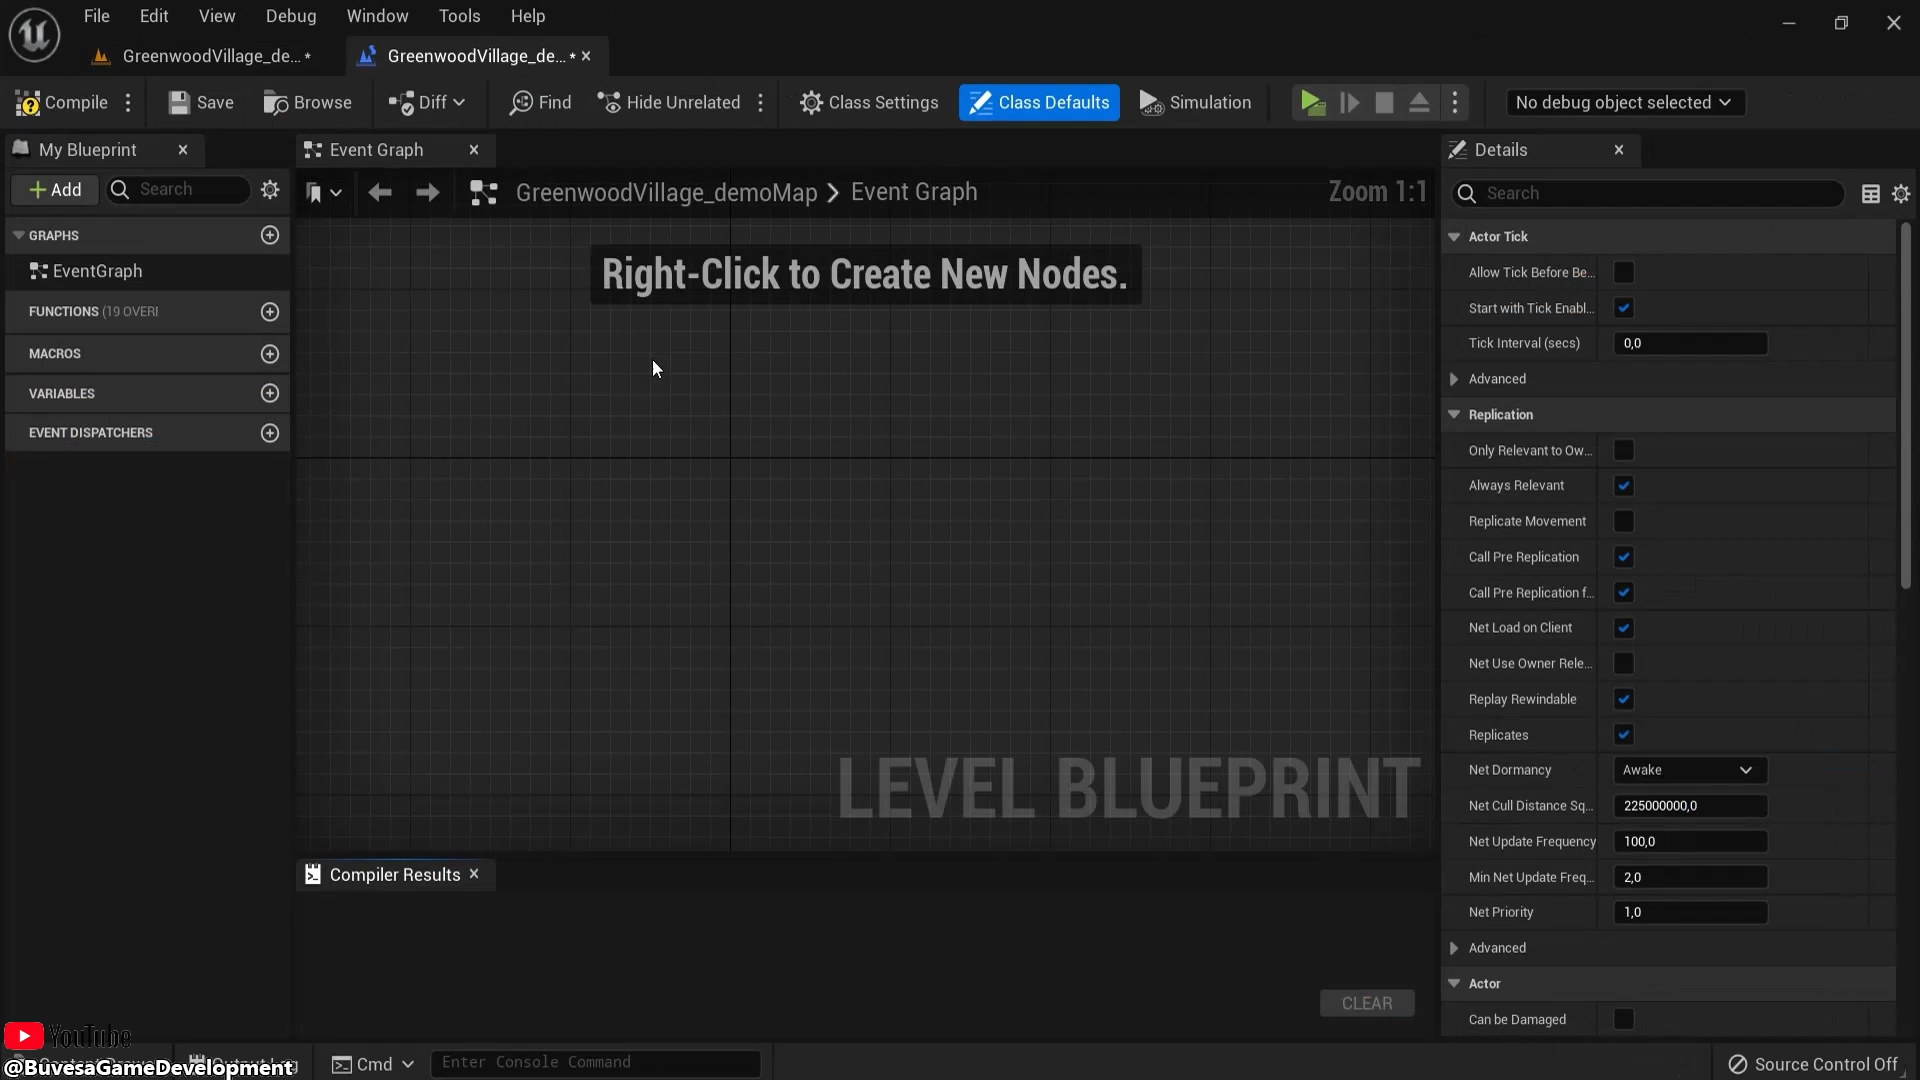 File Edit View Debug Window Tools Help
GreenwoodVillage_de... *
GreenwoodVillage_de... *
Compile Save Browse Diff Find Hide Unrelated Class Settings Class Defaults Simulation No debug object selected
My Blueprint
Event Graph
Details
Add Search
GreenwoodVillage_demoMap > Event Graph Zoom 1:1
Search
GRAPHS
EventGraph
FUNCTIONS (19 OVERI
MACROS
VARIABLES
EVENT DISPATCHERS
Right-Click to Create New Nodes.
LEVEL BLUEPRINT
Compiler Results
CLEAR
Actor Tick
Allow Tick Before Be...
Start with Tick Enabl...
Tick Interval (secs) 0,0
Advanced
Replication
Only Relevant to Ow...
Always Relevant
Replicate Movement
Call Pre Replication
Call Pre Replication f...
Net Load on Client
Net Use Owner Rele...
Replay Rewindable
Replicates
Net Dormancy Awake
Net Cull Distance Sq... 225000000,0
Net Update Frequency 100,0
Min Net Update Freq... 2,0
Net Priority 1,0
Advanced
Actor
Can be Damaged
YouTube
@BuvesaGameDevelopment
Cmd Enter Console Command
Source Control Off